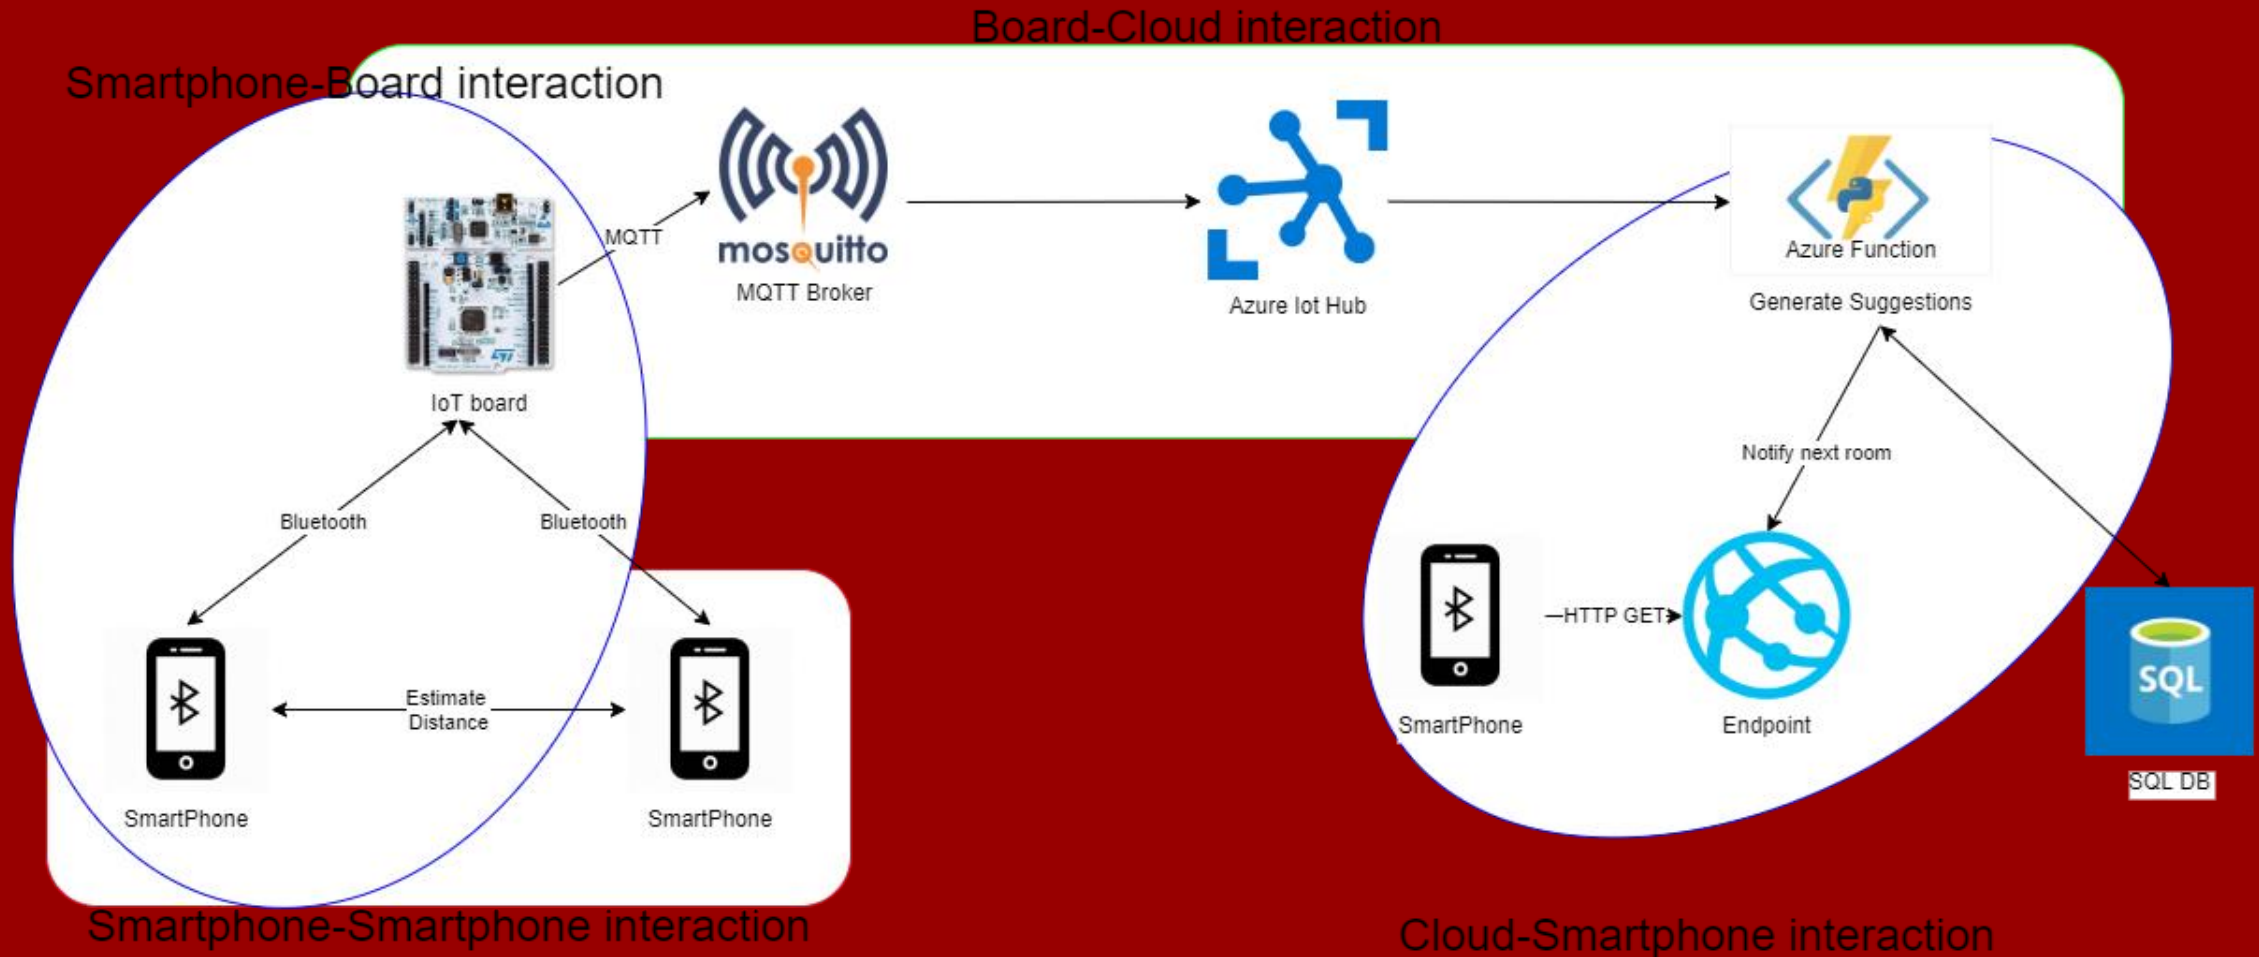 Board-Cloud interaction
Smartphone-Board interaction
MQTT
mosquitto
MQTT Broker
Azure Iot Hub
Azure Function
Generate Suggestions
IoT board
Bluetooth
Bluetooth
Notify next room
Estimate
Distance
SmartPhone
SmartPhone
HTTP GET
SmartPhone
Endpoint
SQL
SQL DB
Smartphone-Smartphone interaction
Cloud-Smartphone interaction